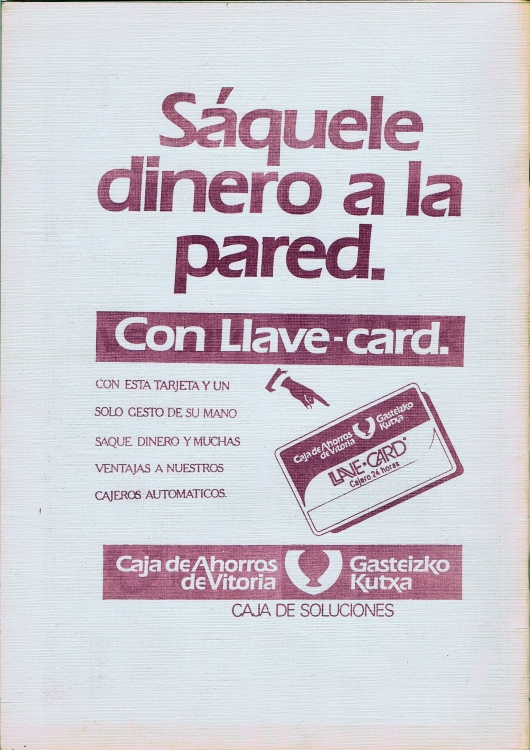 Sáquele
dinero a la
pared.
Con Llave-card.
CON ESTA TARJETA Y UN
SOLO GESTO DE SU MANO
SAQUE DINERO Y MUCHAS
VENTAJAS A NUESTROS
CAJEROS AUTOMATICOS.
Caja de Ahorros
de Vitoria
Gasteizko
Kutxa
LLAVE-CARD
Cajero 24 horas
Caja de Ahorros
de Vitoria
Gasteizko
Kutxa
CAJA DE SOLUCIONES